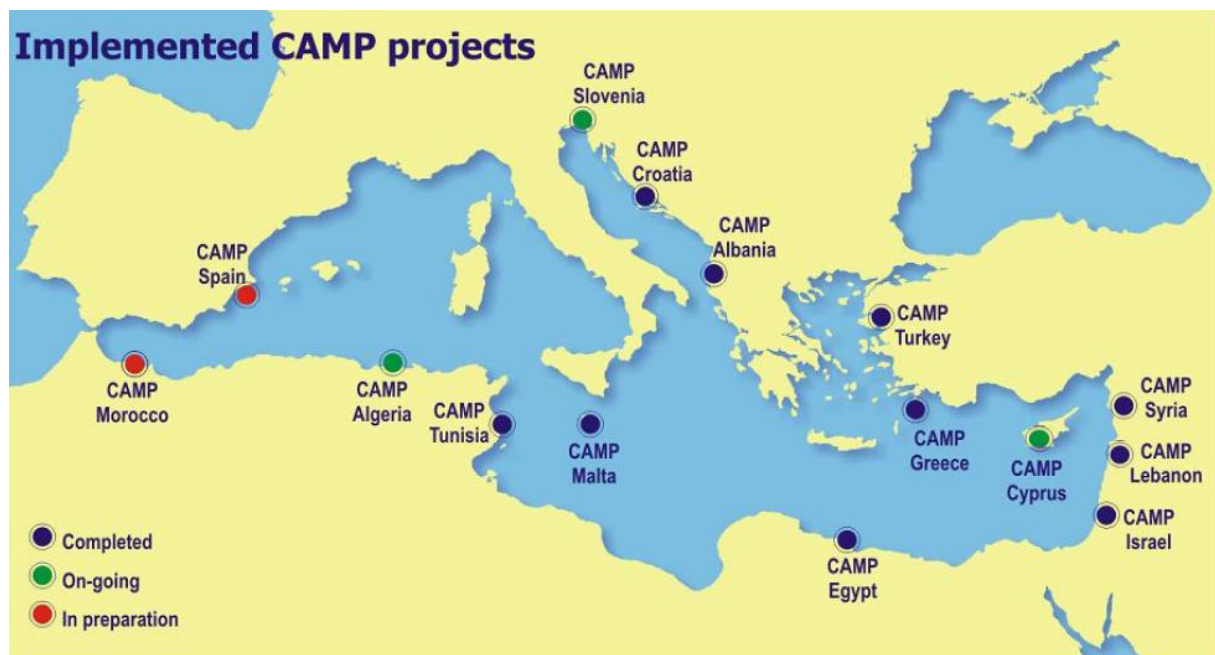 Implemented CAMP projects
CAMP
Slovenia
CAMP
Croatia
CAMP
Albania
CAMP
Spain
CAMP
Turkey
CAMP
Morocco
CAMP
Algeria
CAMP
Tunisia
CAMP
Malta
CAMP
Greece
CAMP
Cyprus
CAMP
Syria
CAMP
Lebanon
CAMP
Israel
CAMP
Egypt
Completed
On-going
In preparation